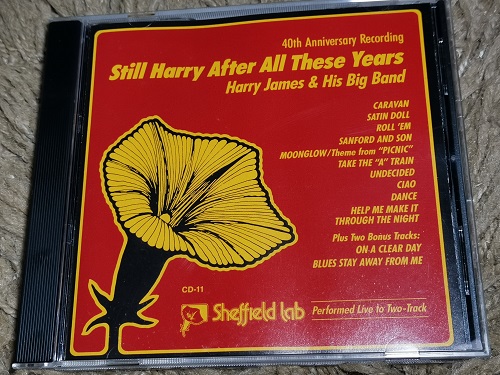 40th Anniversary Recording
Still Harry After All These Years
Harry James & His Big Band
CARAVAN
SATIN DOLL
ROLL 'EM
SANFORD AND SON
MOONGLOW/Theme from "PICNIC"
TAKE THE "A" TRAIN
UNDECIDED
CIAO
DANCE
HELP ME MAKE IT
THROUGH THE NIGHT
Plus Two Bonus Tracks:
ON A CLEAR DAY
BLUES STAY AWAY FROM ME
CD-11
Sheffield Lab
Performed Live to Two-Track